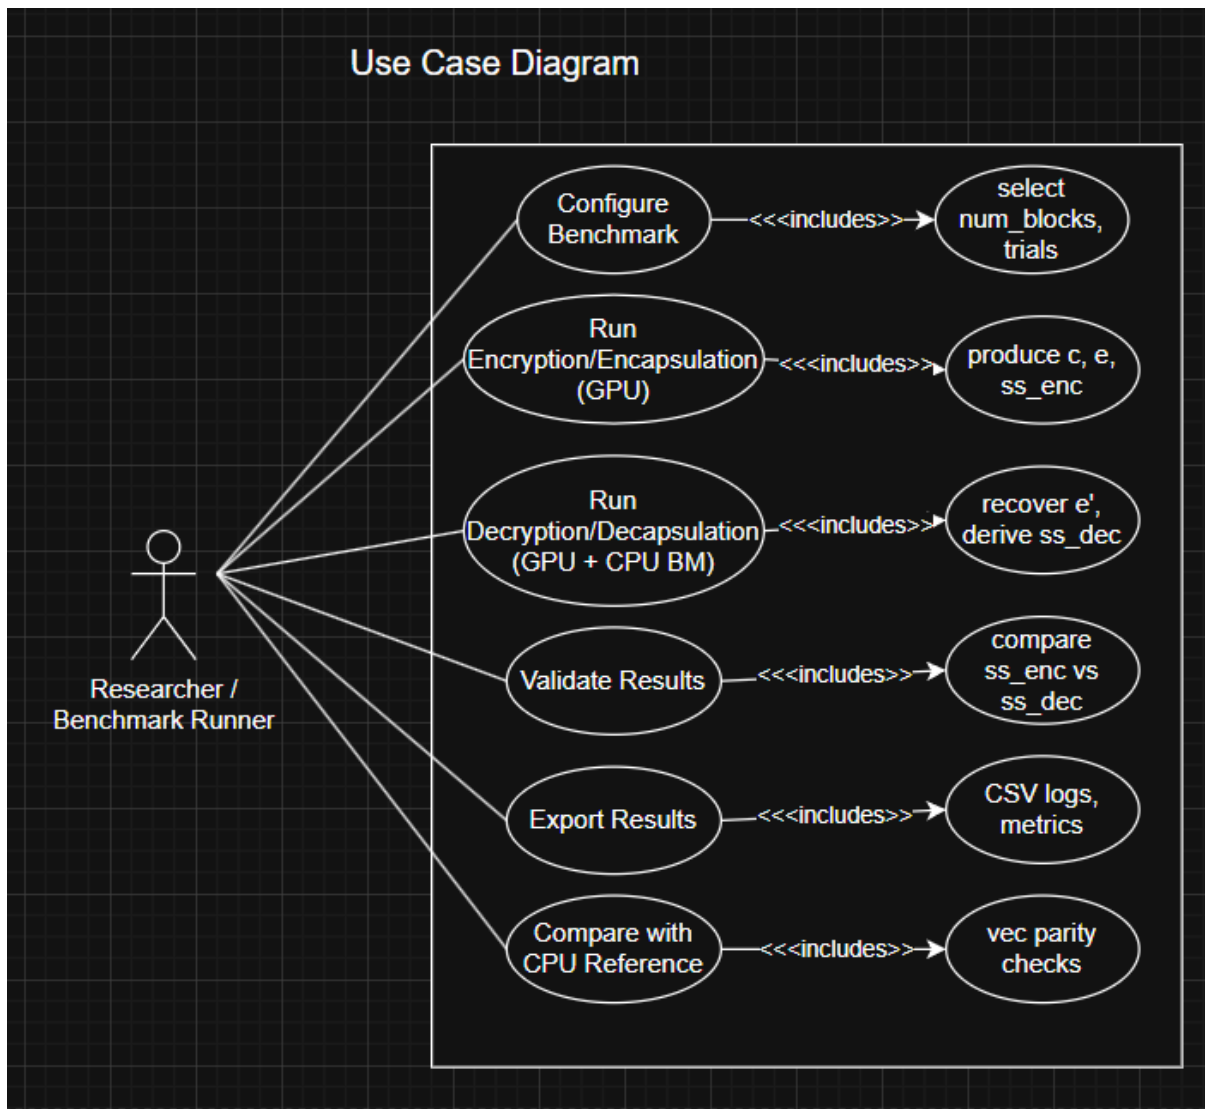 Use Case Diagram
Configure
Benchmark
<<<includes>>
select
num_blocks,
trials
Run
Encryption/Encapsulation
(GPU)
<<<includes>>
produce c, e,
ss_enc
Run
Decryption/Decapsulation
(GPU + CPU BM)
<<<includes>>
recover e',
derive ss_dec
Researcher /
Benchmark Runner
Validate Results
<<<includes>>
compare
ss_enc vs
ss_dec
Export Results
<<<includes>>
CSV logs,
metrics
Compare with
CPU Reference
<<<includes>>
vec parity
checks